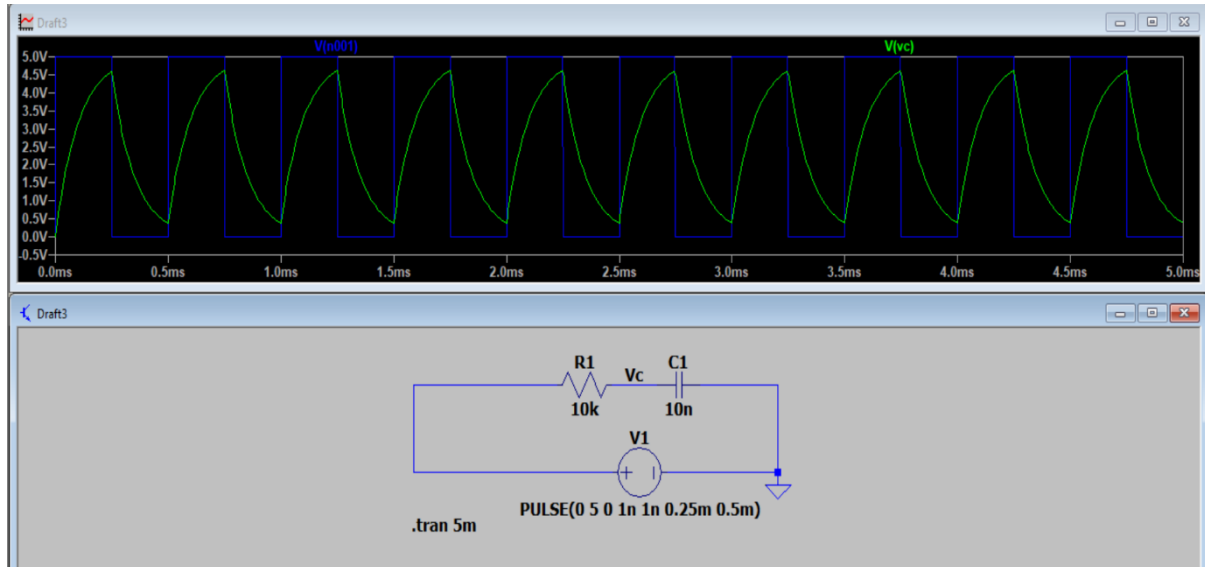 Draft3
V(n001) V(vc)
5.0V
4.5V
4.0V
3.5V
3.0V
2.5V
2.0V
1.5V
1.0V
0.5V
0.0V
-0.5V
0.0ms 0.5ms 1.0ms 1.5ms 2.0ms 2.5ms 3.0ms 3.5ms 4.0ms 4.5ms 5.0ms
Draft3
R1 Vc C1
10k 10n
V1
PULSE(0 5 0 1n 1n 0.25m 0.5m)
.tran 5m